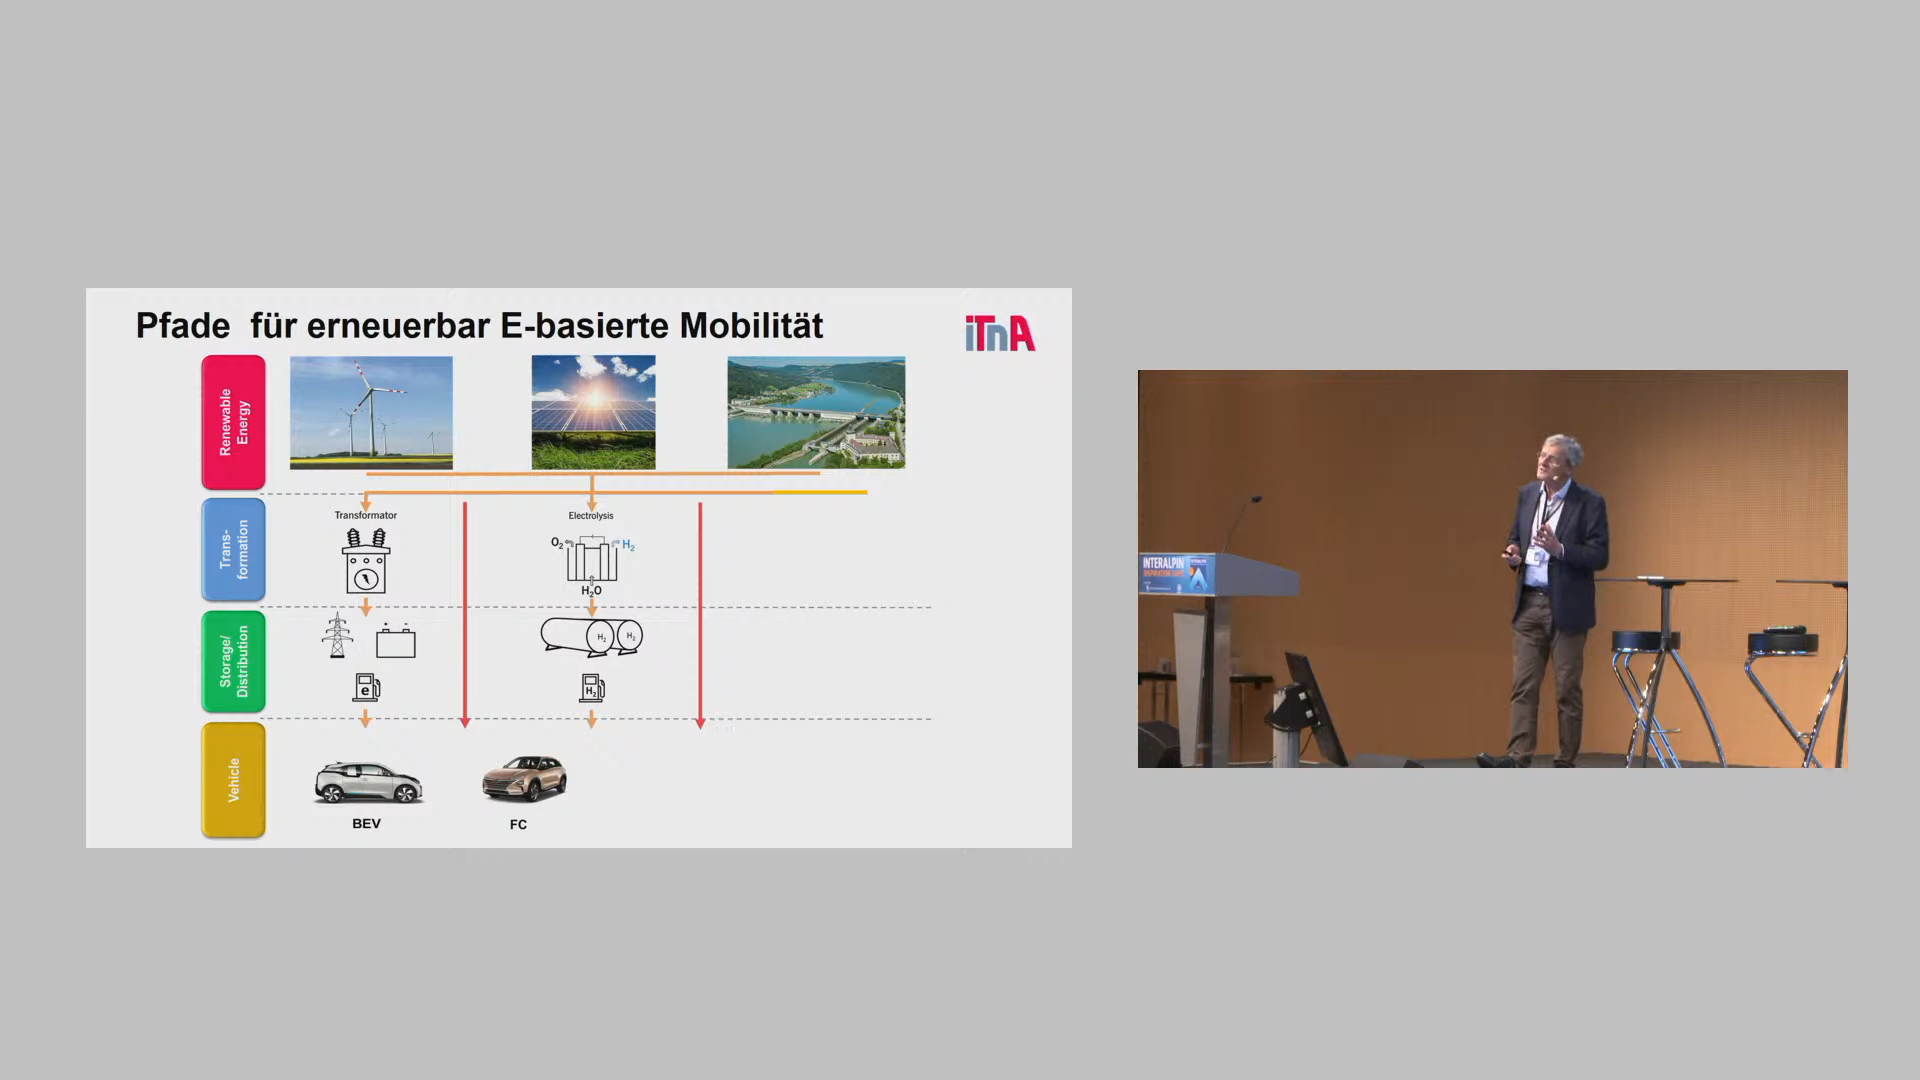 Pfade für erneuerbar E-basierte Mobilität
iTnA
Renewable
Energy
Trans-
formation
Transformator
Electrolysis
O2
H2
H2O
Storage/
Distribution
H2
H2
e
H2
Vehicle
BEV
FC
INTERALPIN